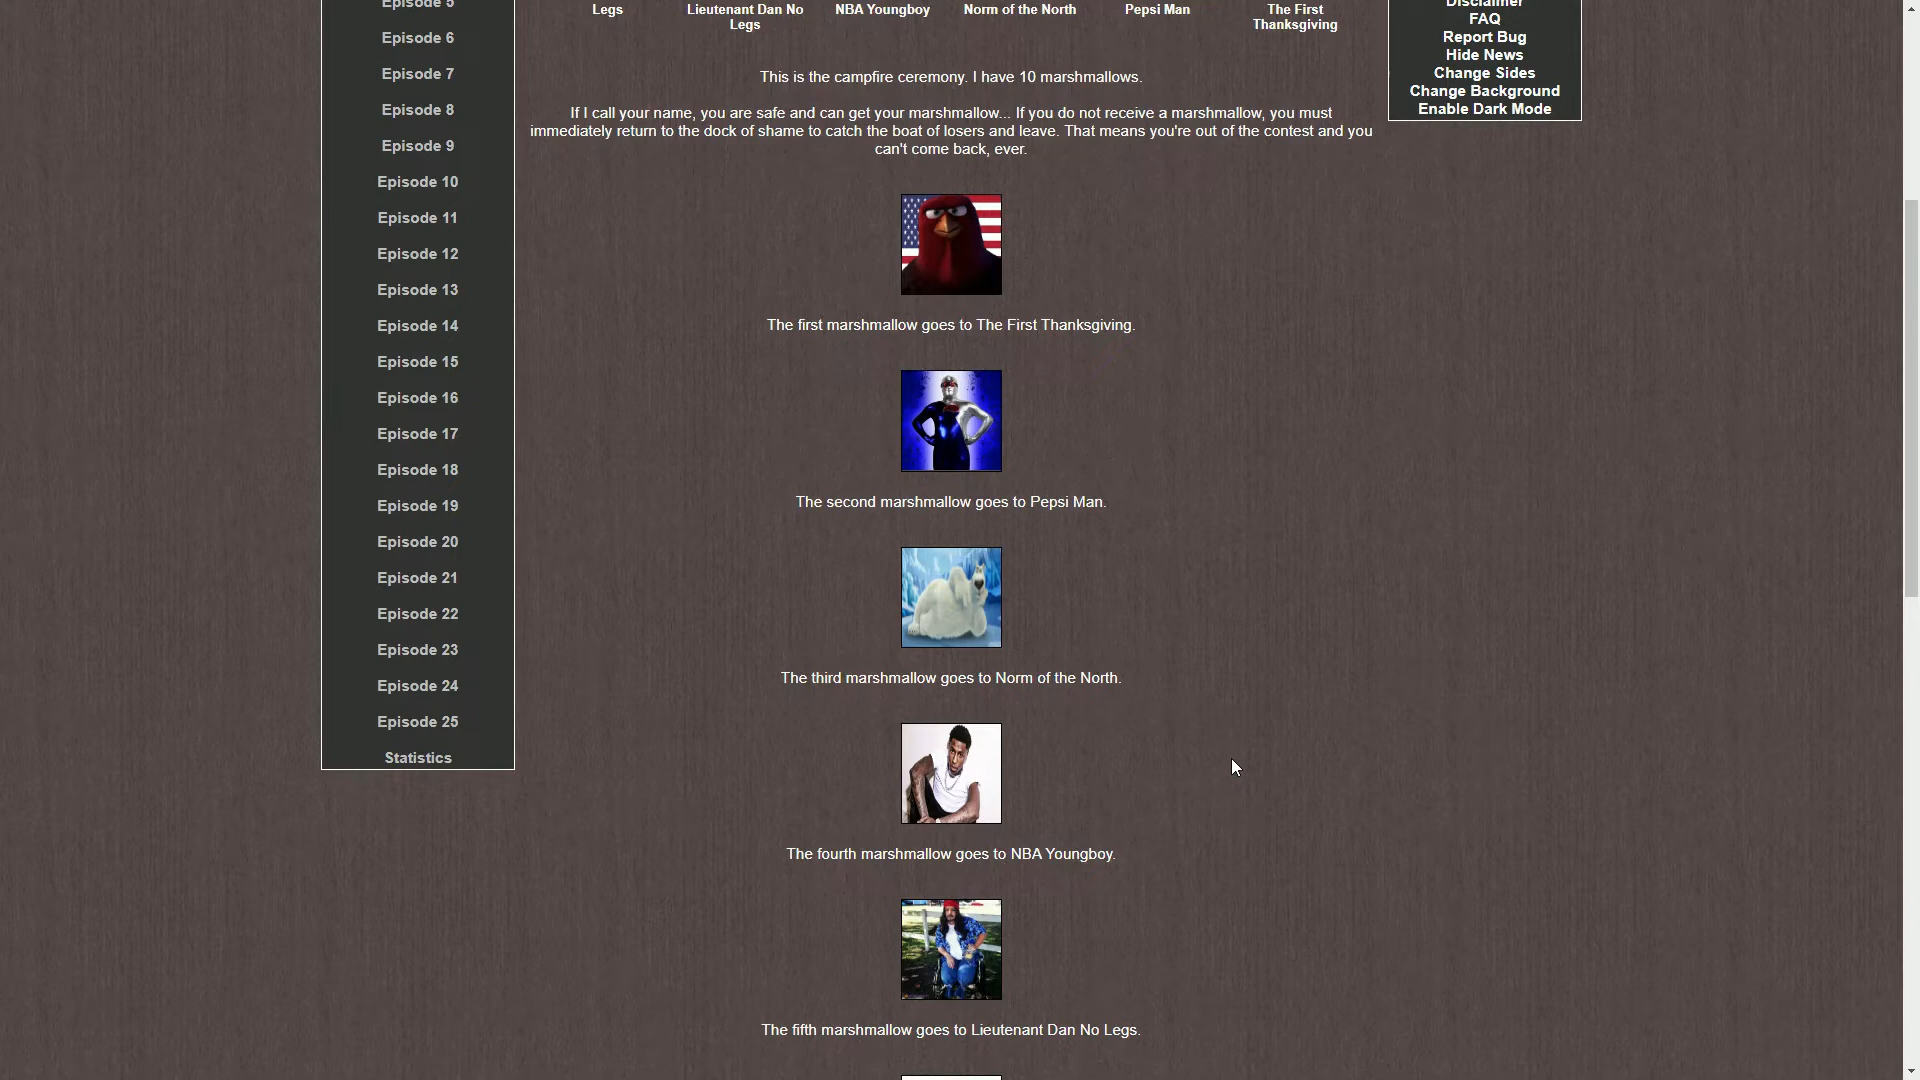 Episode 5
Episode 6
Episode 7
Episode 8
Episode 9
Episode 10
Episode 11
Episode 12
Episode 13
Episode 14
Episode 15
Episode 16
Episode 17
Episode 18
Episode 19
Episode 20
Episode 21
Episode 22
Episode 23
Episode 24
Episode 25
Statistics
Legs
Lieutenant Dan No
Legs
NBA Youngboy
Norm of the North
Pepsi Man
The First
Thanksgiving
This is the campfire ceremony. I have 10 marshmallows.
If I call your name, you are safe and can get your marshmallow... If you do not receive a marshmallow, you must
immediately return to the dock of shame to catch the boat of losers and leave. That means you're out of the contest and you
can't come back, ever.
The first marshmallow goes to The First Thanksgiving.
The second marshmallow goes to Pepsi Man.
The third marshmallow goes to Norm of the North.
The fourth marshmallow goes to NBA Youngboy.
The fifth marshmallow goes to Lieutenant Dan No Legs.
Disclaimer
FAQ
Report Bug
Hide News
Change Sides
Change Background
Enable Dark Mode